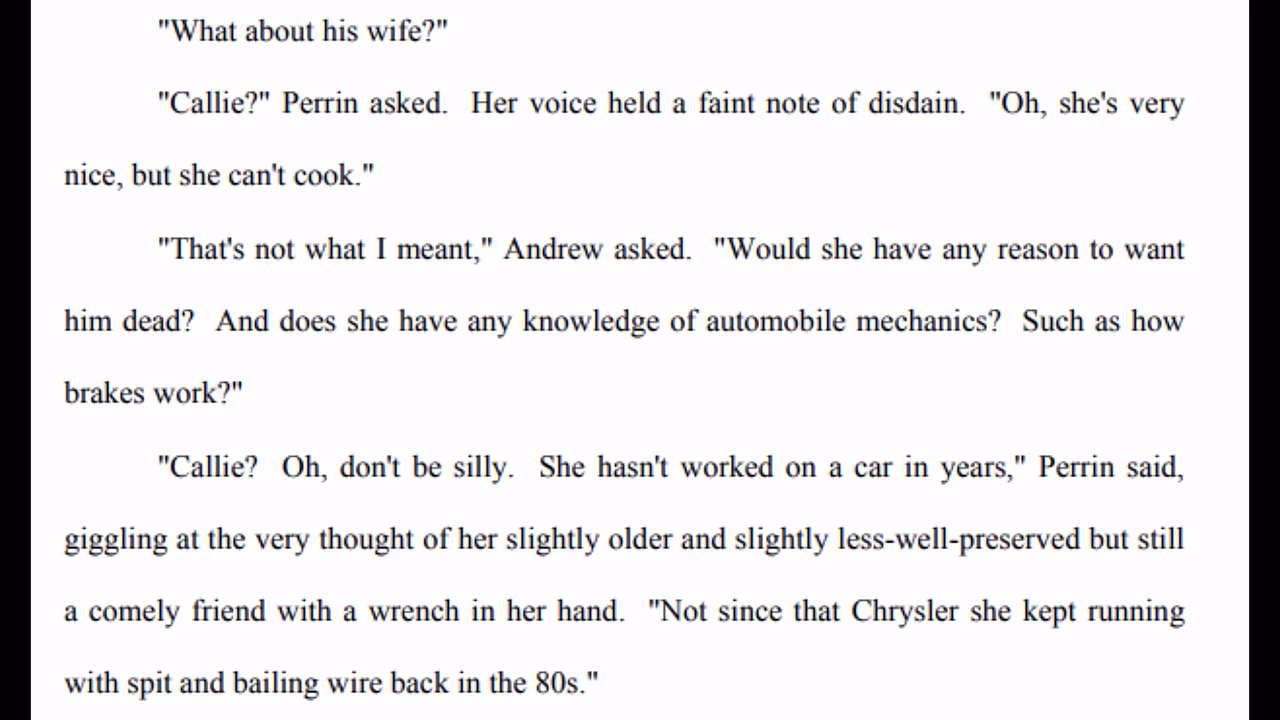 "What about his wife?"
"Callie?" Perrin asked.  Her voice held a faint note of disdain.  "Oh, she's very
nice, but she can't cook."
"That's not what I meant," Andrew asked.  "Would she have any reason to want
him dead?  And does she have any knowledge of automobile mechanics?  Such as how
brakes work?"
"Callie?  Oh, don't be silly.  She hasn't worked on a car in years," Perrin said,
giggling at the very thought of her slightly older and slightly less-well-preserved but still
a comely friend with a wrench in her hand.  "Not since that Chrysler she kept running
with spit and bailing wire back in the 80s."